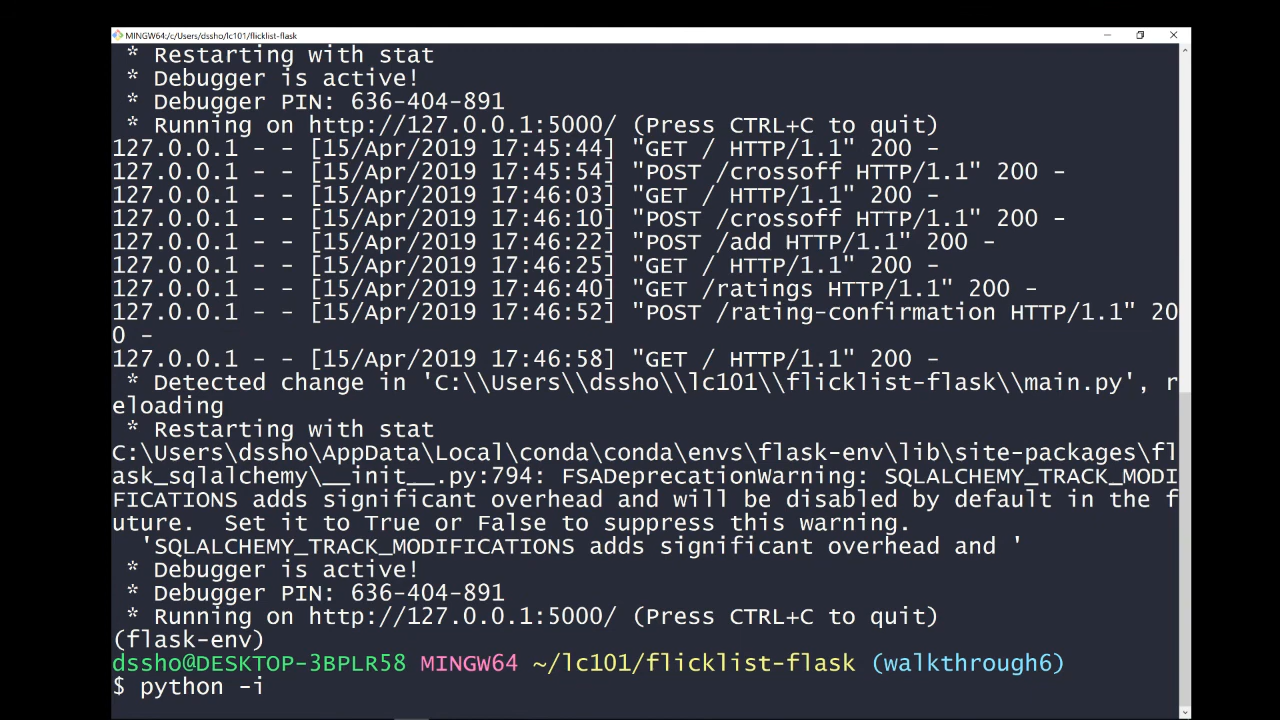 MINGW64:/c/Users/dssho/lc101/flicklist-flask
 * Restarting with stat
 * Debugger is active!
 * Debugger PIN: 636-404-891
 * Running on http://127.0.0.1:5000/ (Press CTRL+C to quit)
127.0.0.1 - - [15/Apr/2019 17:45:44] "GET / HTTP/1.1" 200 -
127.0.0.1 - - [15/Apr/2019 17:45:54] "POST /crossoff HTTP/1.1" 200 -
127.0.0.1 - - [15/Apr/2019 17:46:03] "GET / HTTP/1.1" 200 -
127.0.0.1 - - [15/Apr/2019 17:46:10] "POST /crossoff HTTP/1.1" 200 -
127.0.0.1 - - [15/Apr/2019 17:46:22] "POST /add HTTP/1.1" 200 -
127.0.0.1 - - [15/Apr/2019 17:46:25] "GET / HTTP/1.1" 200 -
127.0.0.1 - - [15/Apr/2019 17:46:40] "GET /ratings HTTP/1.1" 200 -
127.0.0.1 - - [15/Apr/2019 17:46:52] "POST /rating-confirmation HTTP/1.1" 20
0 -
127.0.0.1 - - [15/Apr/2019 17:46:58] "GET / HTTP/1.1" 200 -
 * Detected change in 'C:\\Users\\dssho\\lc101\\flicklist-flask\\main.py', r
eloading
 * Restarting with stat
C:\Users\dssho\AppData\Local\conda\conda\envs\flask-env\lib\site-packages\fl
ask_sqlalchemy\__init__.py:794: FSADeprecationWarning: SQLALCHEMY_TRACK_MODI
FICATIONS adds significant overhead and will be disabled by default in the f
uture.  Set it to True or False to suppress this warning.
  'SQLALCHEMY_TRACK_MODIFICATIONS adds significant overhead and '
 * Debugger is active!
 * Debugger PIN: 636-404-891
 * Running on http://127.0.0.1:5000/ (Press CTRL+C to quit)
(flask-env)
dssho@DESKTOP-3BPLR58 MINGW64 ~/lc101/flicklist-flask (walkthrough6)
$ python -i